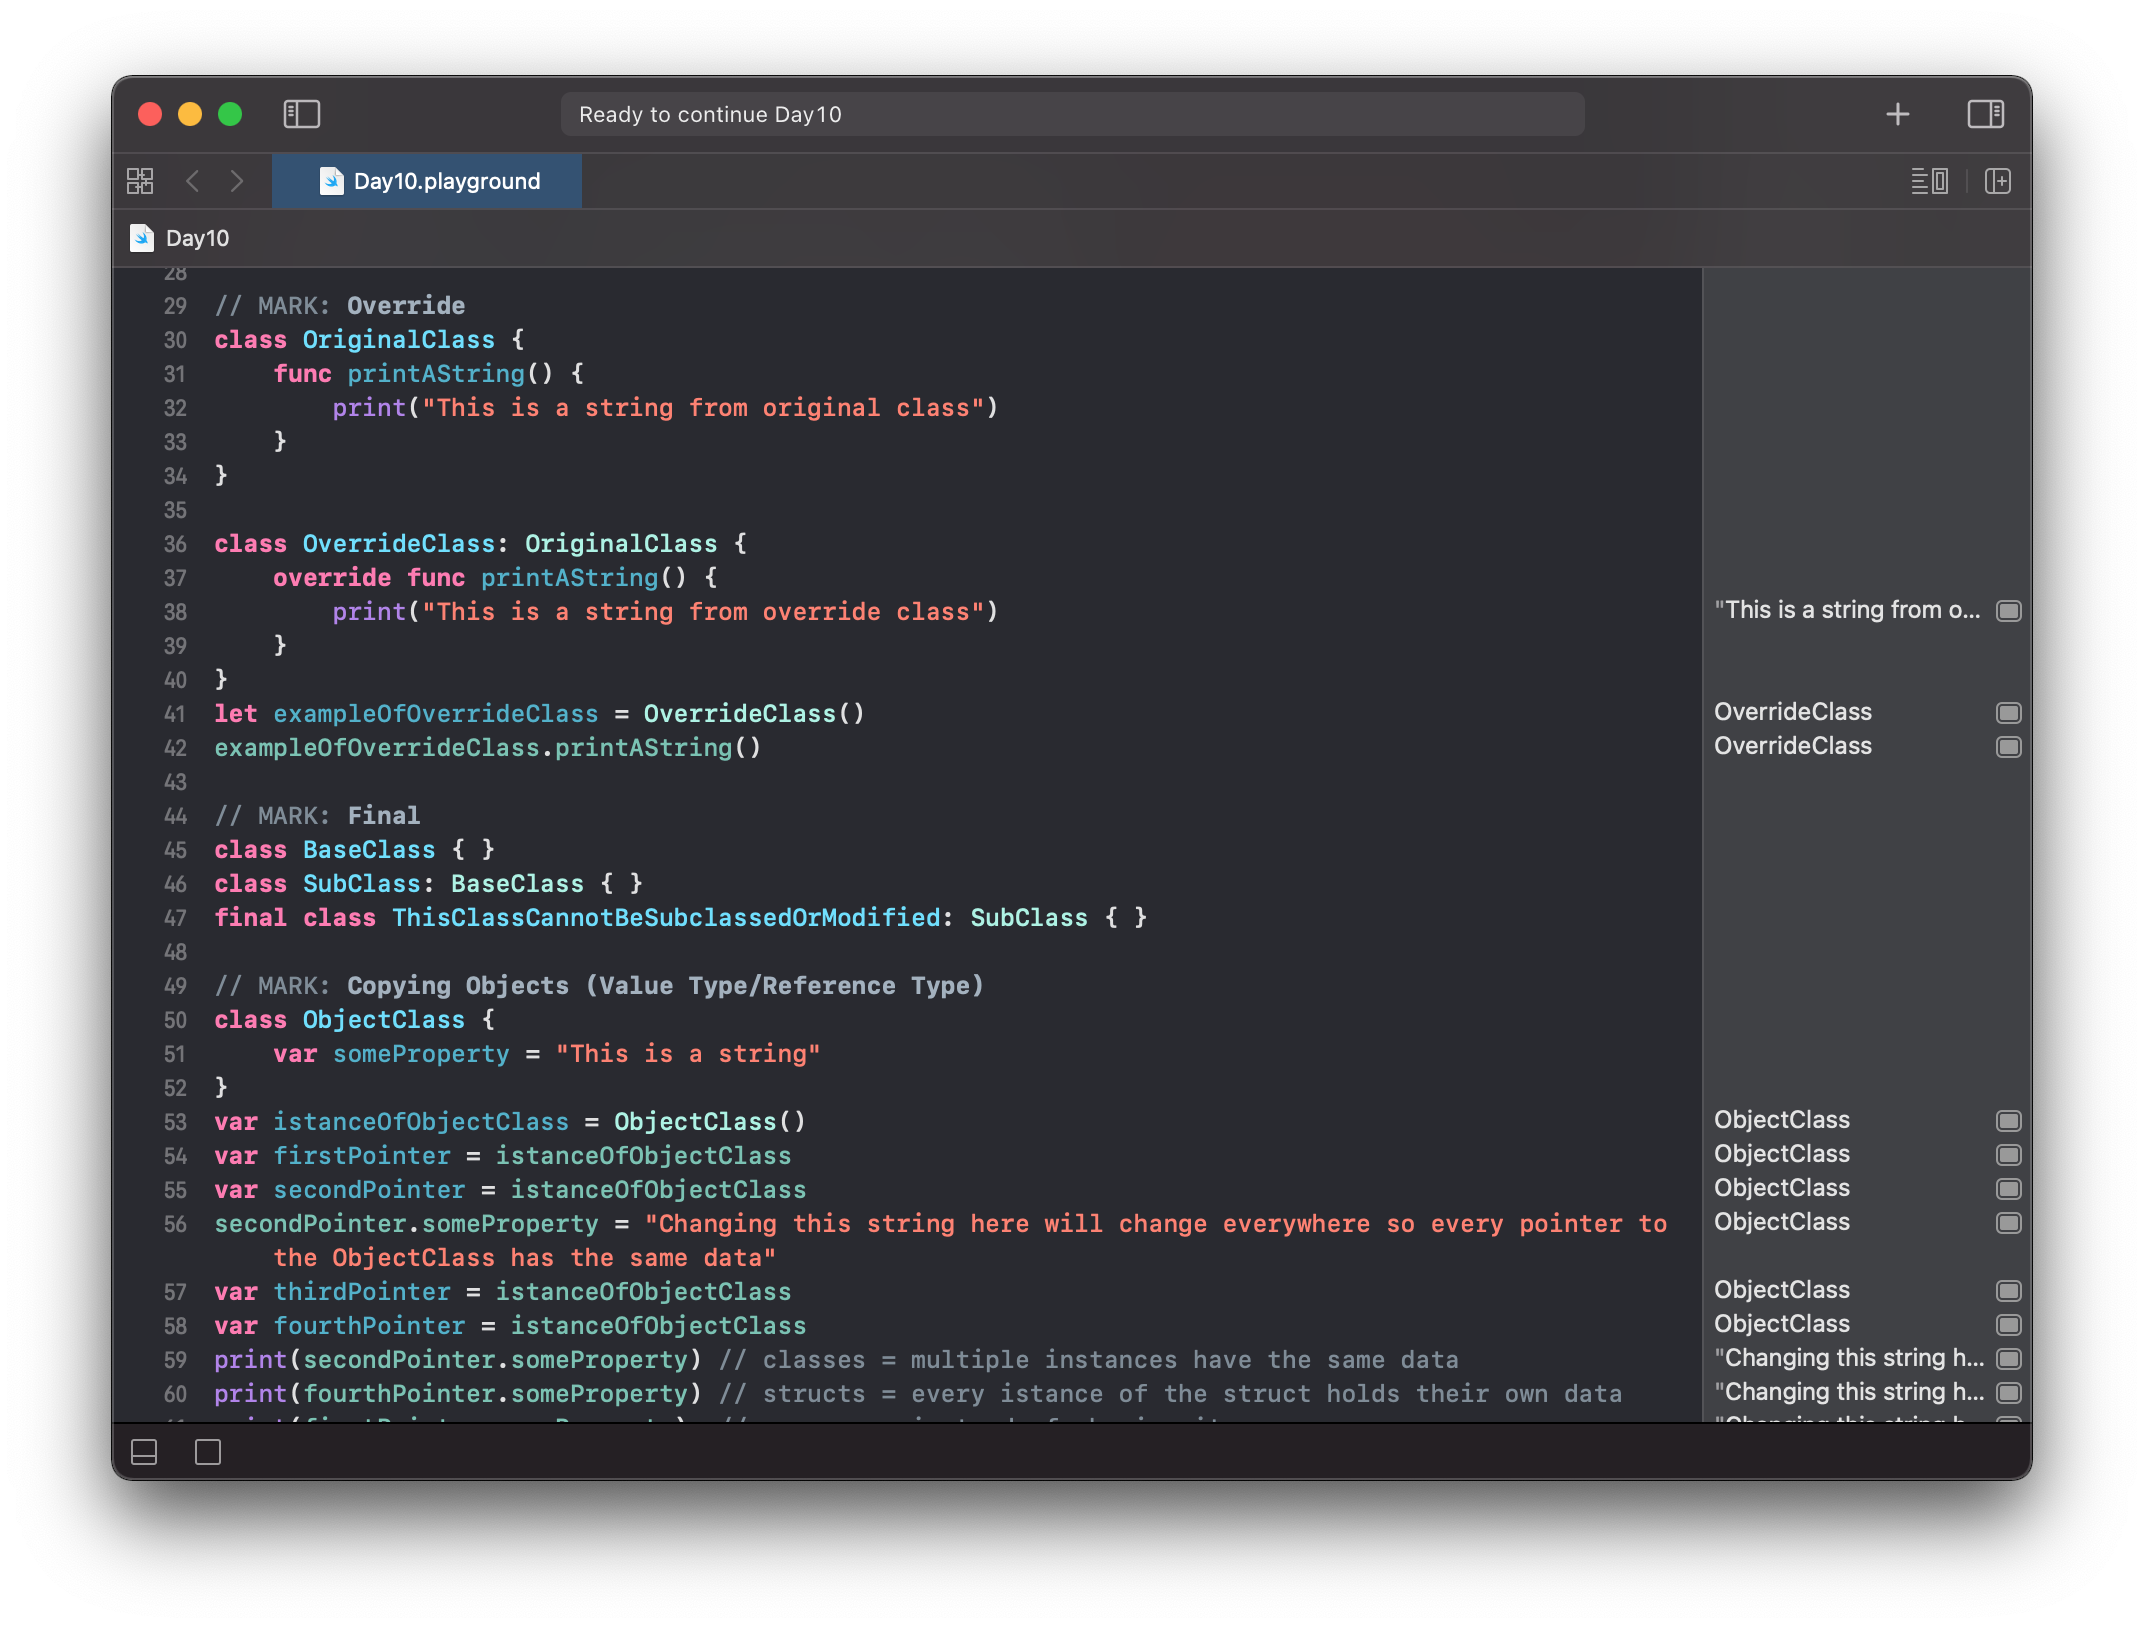 Ready to continue Day10
Day10.playground
Day10
28
29 // MARK: Override
30 class OriginalClass {
31     func printAString() {
32         print("This is a string from original class")
33     }
34 }
35
36 class OverrideClass: OriginalClass {
37     override func printAString() {
38         print("This is a string from override class") "This is a string from o...
39     }
40 }
41 let exampleOfOverrideClass = OverrideClass() OverrideClass
42 exampleOfOverrideClass.printAString() OverrideClass
43
44 // MARK: Final
45 class BaseClass { }
46 class SubClass: BaseClass { }
47 final class ThisClassCannotBeSubclassedOrModified: SubClass { }
48
49 // MARK: Copying Objects (Value Type/Reference Type)
50 class ObjectClass {
51     var someProperty = "This is a string"
52 }
53 var istanceOfObjectClass = ObjectClass() ObjectClass
54 var firstPointer = istanceOfObjectClass ObjectClass
55 var secondPointer = istanceOfObjectClass ObjectClass
56 secondPointer.someProperty = "Changing this string here will change everywhere so every pointer to ObjectClass
the ObjectClass has the same data"
57 var thirdPointer = istanceOfObjectClass ObjectClass
58 var fourthPointer = istanceOfObjectClass ObjectClass
59 print(secondPointer.someProperty) // classes = multiple instances have the same data "Changing this string h...
60 print(fourthPointer.someProperty) // structs = every istance of the struct holds their own data "Changing this string h...